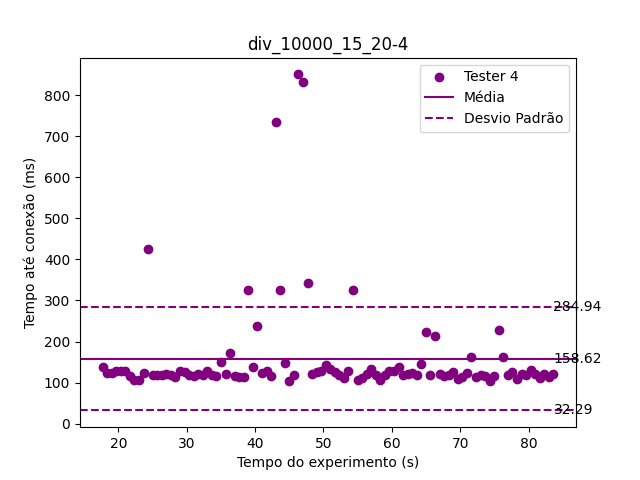 div_10000_15_20-4
Tester 4
Média
Desvio Padrão
Tempo até conexão (ms)
800
700
600
500
400
300
200
100
0
284.94
158.62
32.29
20 30 40 50 60 70 80
Tempo do experimento (s)